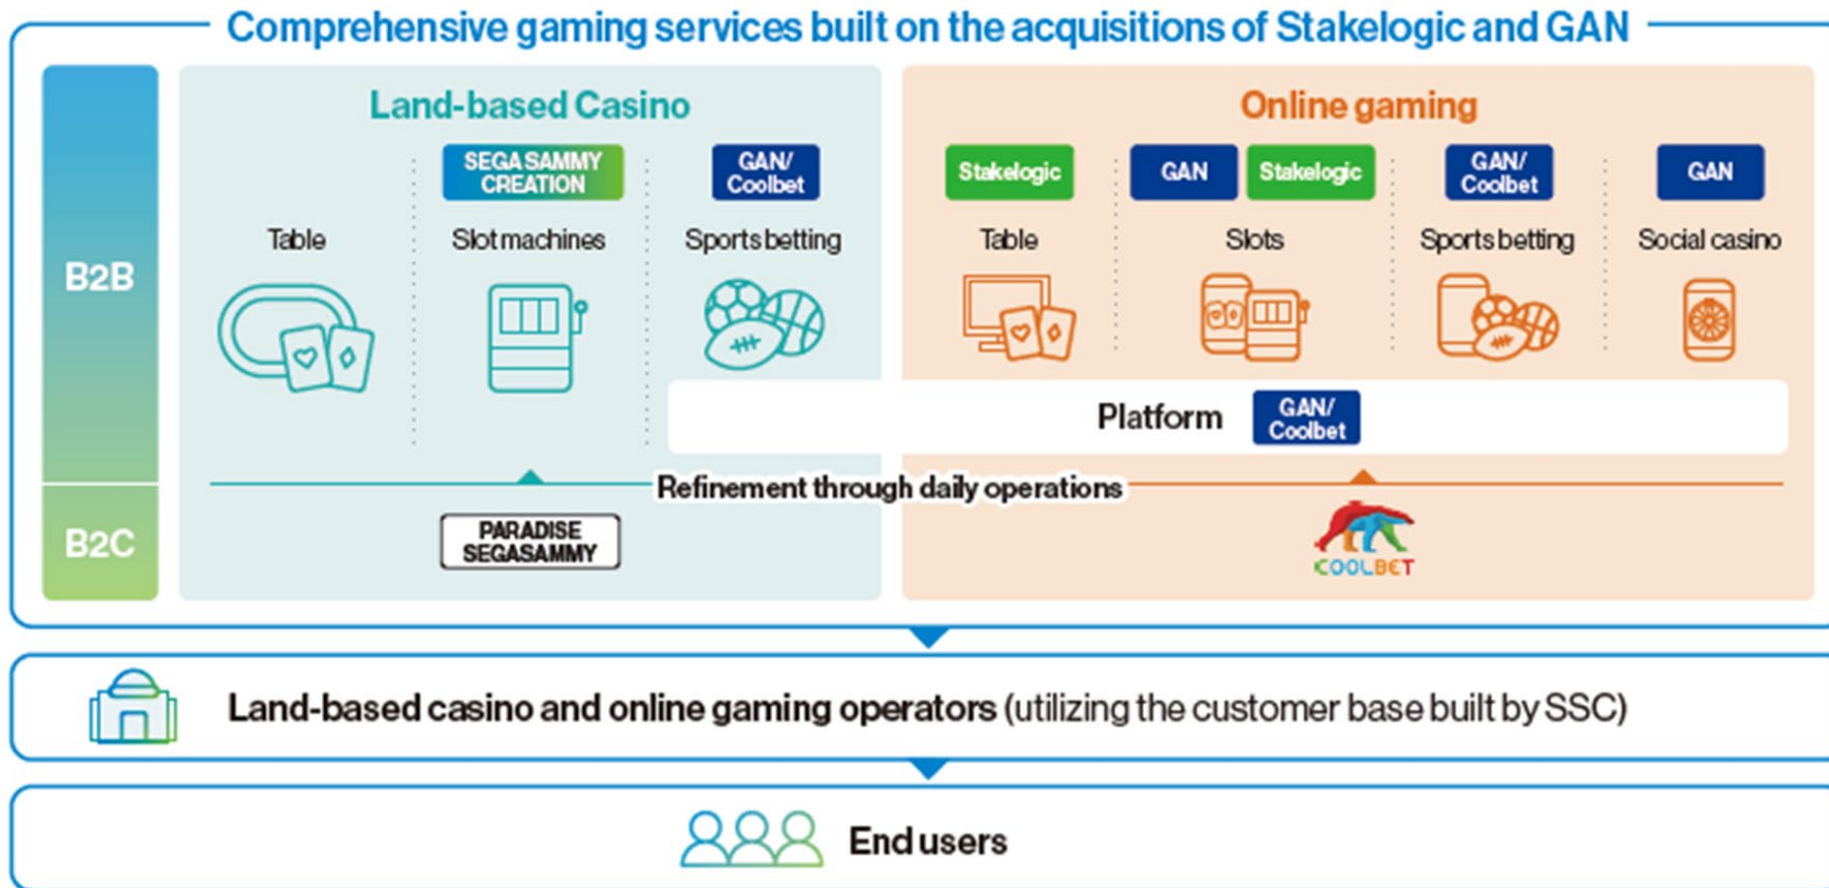 Comprehensive gaming services built on the acquisitions of Stakelogic and GAN
B2B
Land-based Casino
Table
SEGA SAMMY
CREATION
Slot machines
GAN/
Coolbet
Sports betting
Online gaming
Stakelogic
Table
GAN
Stakelogic
Slots
GAN/
Coolbet
Sports betting
GAN
Social casino
Platform
GAN/
Coolbet
Refinement through daily operations
B2C
PARADISE
SEGASAMMY
COOLBET
Land-based casino and online gaming operators (utilizing the customer base built by SSC)
End users